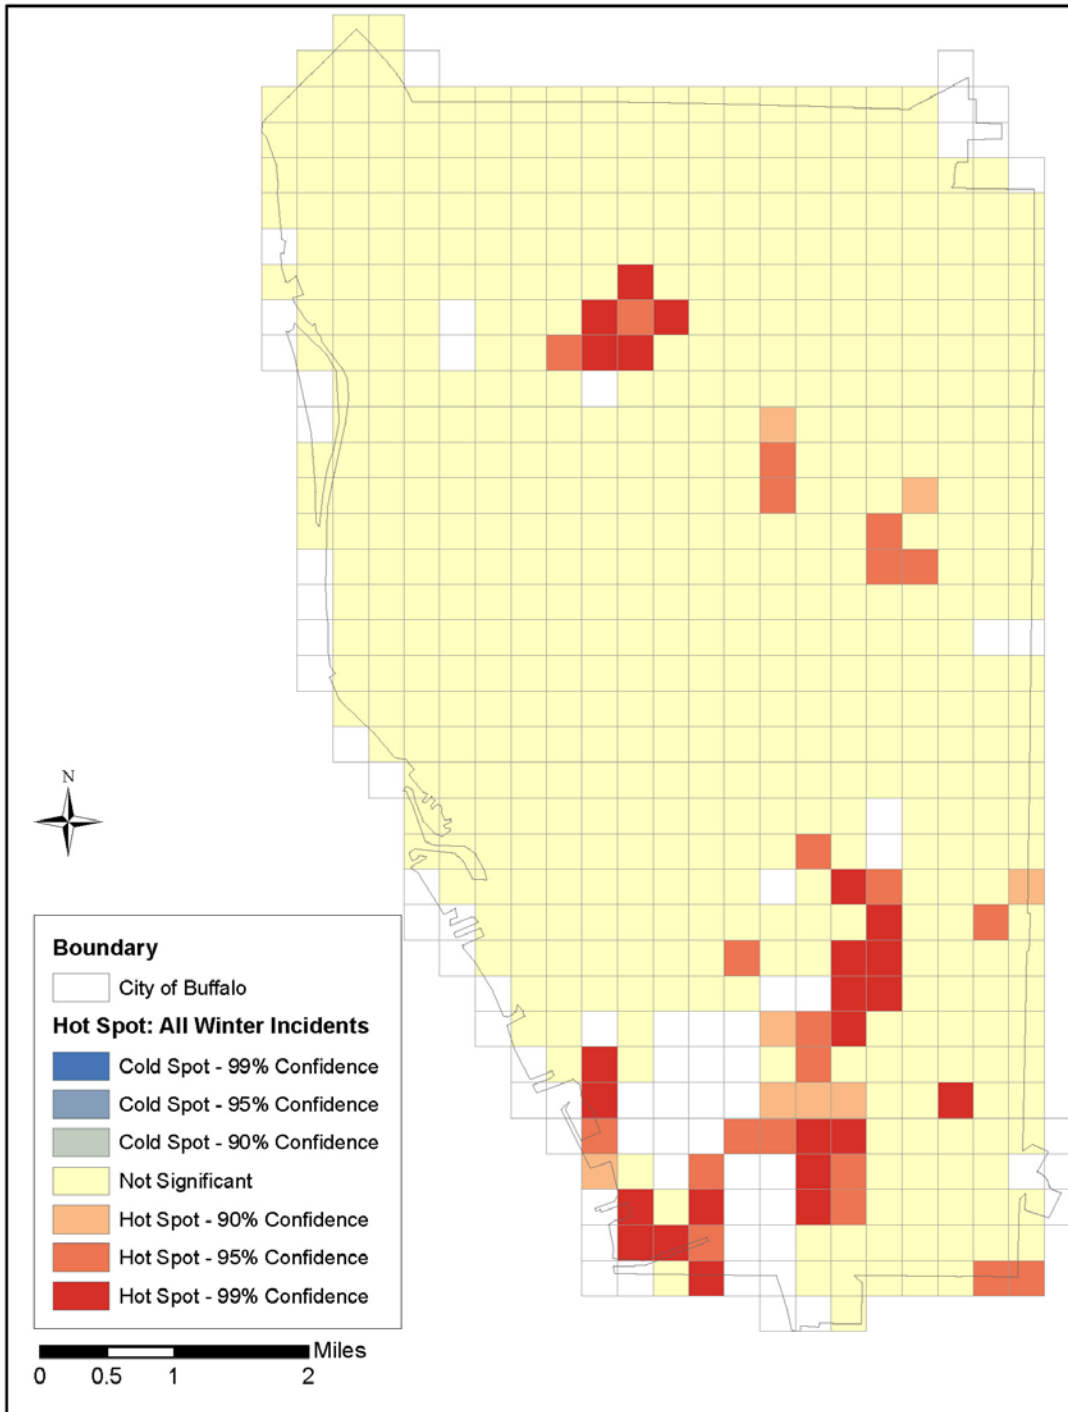 N
Boundary
City of Buffalo
Hot Spot: All Winter Incidents
Cold Spot - 99% Confidence
Cold Spot - 95% Confidence
Cold Spot - 90% Confidence
Not Significant
Hot Spot - 90% Confidence
Hot Spot - 95% Confidence
Hot Spot - 99% Confidence
Miles
0 0.5 1 2